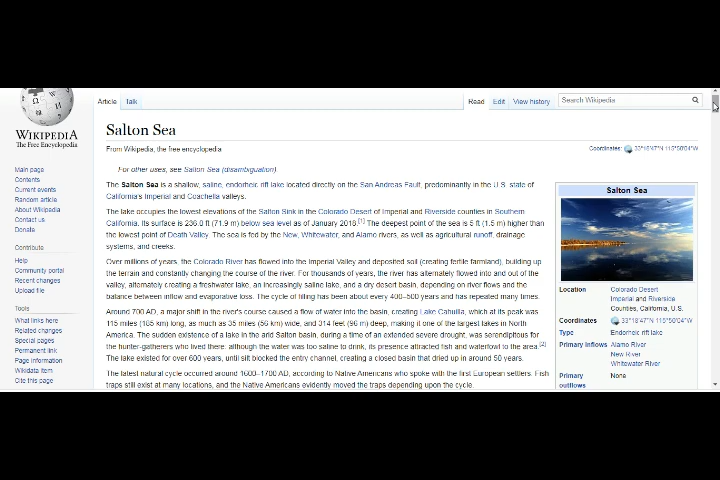 Article Talk Read Edit View history Search Wikipedia
WIKIPEDIA
The Free Encyclopedia
Salton Sea
From Wikipedia, the free encyclopedia
Coordinates: 33°18′47″N 115°50′04″W
For other uses, see Salton Sea (disambiguation)
The Salton Sea is a shallow, saline, endorheic rift lake located directly on the San Andreas Fault, predominantly in the U.S. state of
California's Imperial and Coachella valleys.
The lake occupies the lowest elevations of the Salton Sink in the Colorado Desert of Imperial and Riverside counties in Southern
California. Its surface is 236.0 ft (71.9 m) below sea level as of January 2018.[1] The deepest point of the sea is 5 ft (1.5 m) higher than
the lowest point of Death Valley. The sea is fed by the New, Whitewater, and Alamo rivers, as well as agricultural runoff, drainage
systems, and creeks.
Over millions of years, the Colorado River has flowed into the Imperial Valley and deposited soil (creating fertile farmland), building up
the terrain and constantly changing the course of the river. For thousands of years, the river has alternately flowed into and out of the
valley, alternately creating a freshwater lake, an increasingly saline lake, and a dry desert basin, depending on river flows and the
balance between inflow and evaporative loss. The cycle of filling has been about every 400–500 years and has repeated many times.
Around 700 AD, a major shift in the river's course created a flow of water into the basin, creating Lake Cahuilla, which at its peak was
115 miles (185 km) long, as much as 35 miles (56 km) wide, and 314 feet (96 m) deep, making it one of the largest lakes in North
America. The sudden existence of a lake in the arid Salton basin, during a time of an extended severe drought, was serendipitous for
the hunter-gatherers who lived there: although the water was too saline to drink, its presence attracted fish and waterfowl to the area.[2]
The lake existed for over 600 years, until silt blocked the entry channel, creating a closed basin that dried up in around 50 years.
The latest natural cycle occurred around 1600–1700 AD, according to Native Americans who spoke with the first European settlers. Fish
traps still exist at many locations, and the Native Americans evidently moved the traps depending upon the cycle.
Main page
Contents
Current events
Random article
About Wikipedia
Contact us
Donate
Contribute
Help
Community portal
Recent changes
Upload file
Tools
What links here
Related changes
Special pages
Permanent link
Page information
Wikidata item
Cite this page
Salton Sea
Location Colorado Desert
Imperial and Riverside
Counties, California, U.S.
Coordinates 33°18′47″N 115°50′04″W
Type Endorheic rift lake
Primary inflows Alamo River
New River
Whitewater River
Primary None
outflows